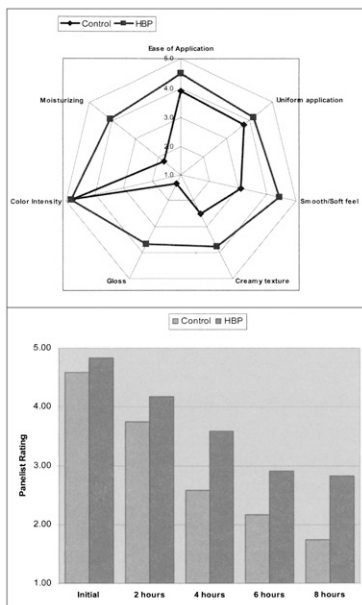 Control HBP
Ease of Application
5.0
Moisturizing
Uniform application
4.0
3.0
2.0
1.0
Color Intensity
Smooth/Soft feel
Gloss
Creamy texture
Control HBP
5.00
4.00
Panelist Rating
3.00
2.00
1.00
Initial 2 hours 4 hours 6 hours 8 hours